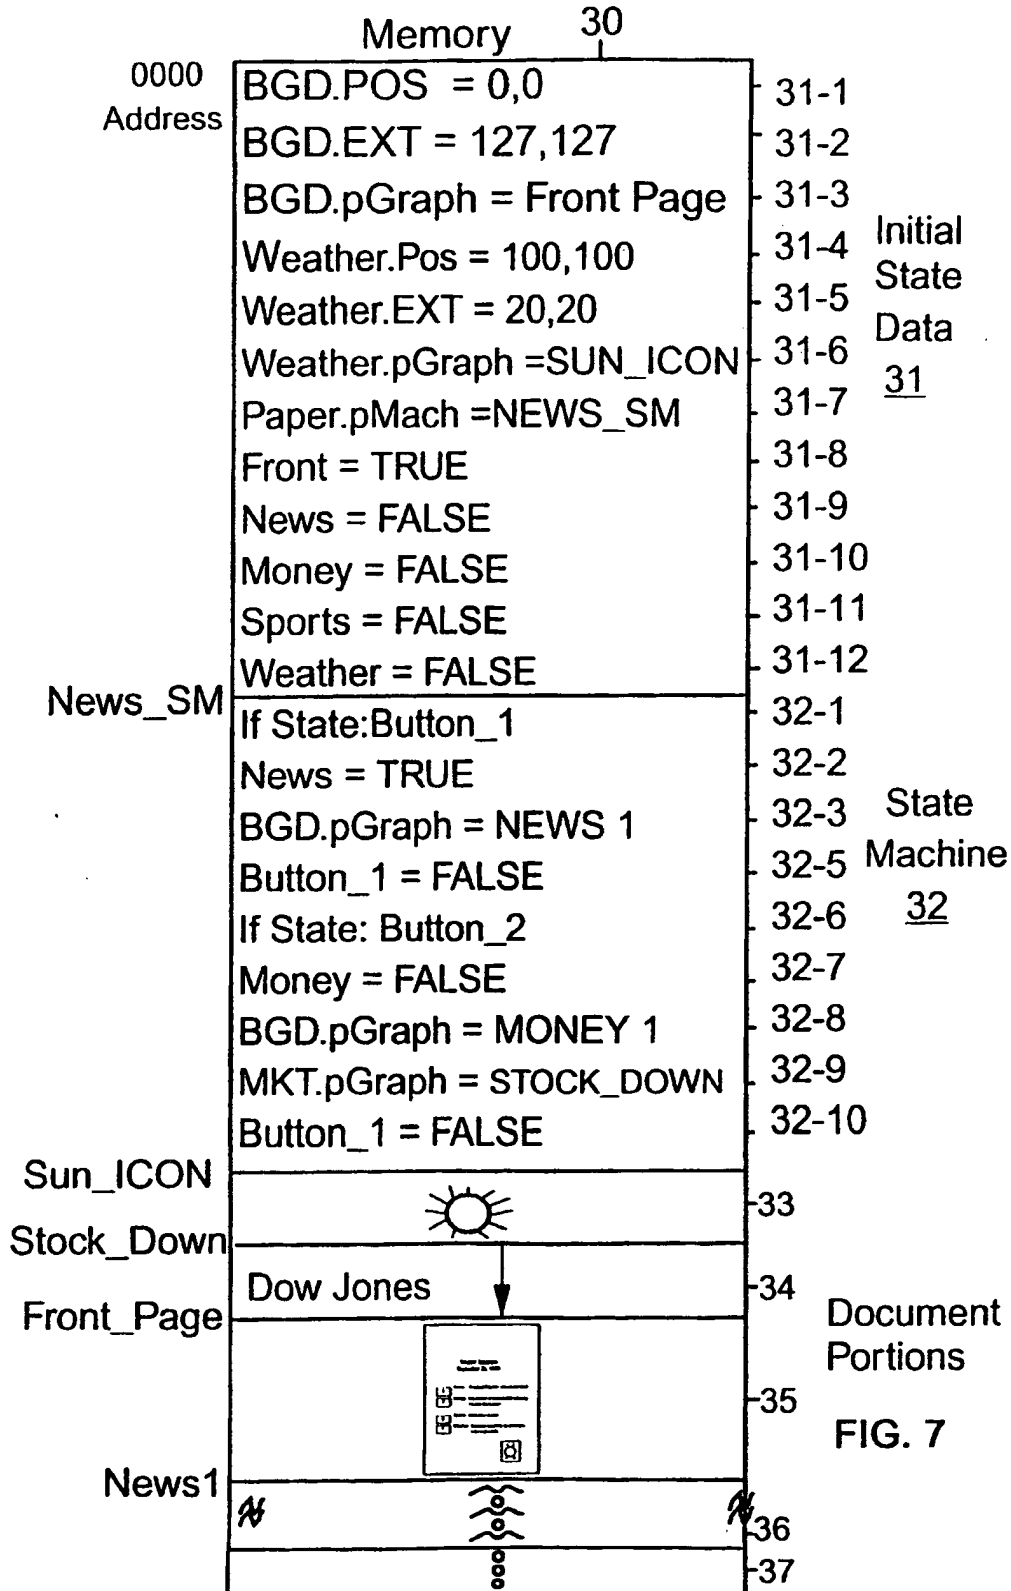 Memory 30
0000
Address
BGD.POS = 0,0 31-1
BGD.EXT = 127,127 31-2
BGD.pGraph = Front Page 31-3
Weather.Pos = 100,100 31-4
Weather.EXT = 20,20 31-5
Weather.pGraph =SUN_ICON 31-6
Paper.pMach =NEWS_SM 31-7
Front = TRUE 31-8
News = FALSE 31-9
Money = FALSE 31-10
Sports = FALSE 31-11
Weather = FALSE 31-12
Initial
State
Data
31
News_SM
If State:Button_1 32-1
News = TRUE 32-2
BGD.pGraph = NEWS 1 32-3
Button_1 = FALSE 32-5
If State: Button_2 32-6
Money = FALSE 32-7
BGD.pGraph = MONEY 1 32-8
MKT.pGraph = STOCK_DOWN 32-9
Button_1 = FALSE 32-10
State
Machine
32
Sun_ICON
33
Stock_Down
Dow Jones 34
Front_Page
35
Document
Portions
FIG. 7
News1
36
37